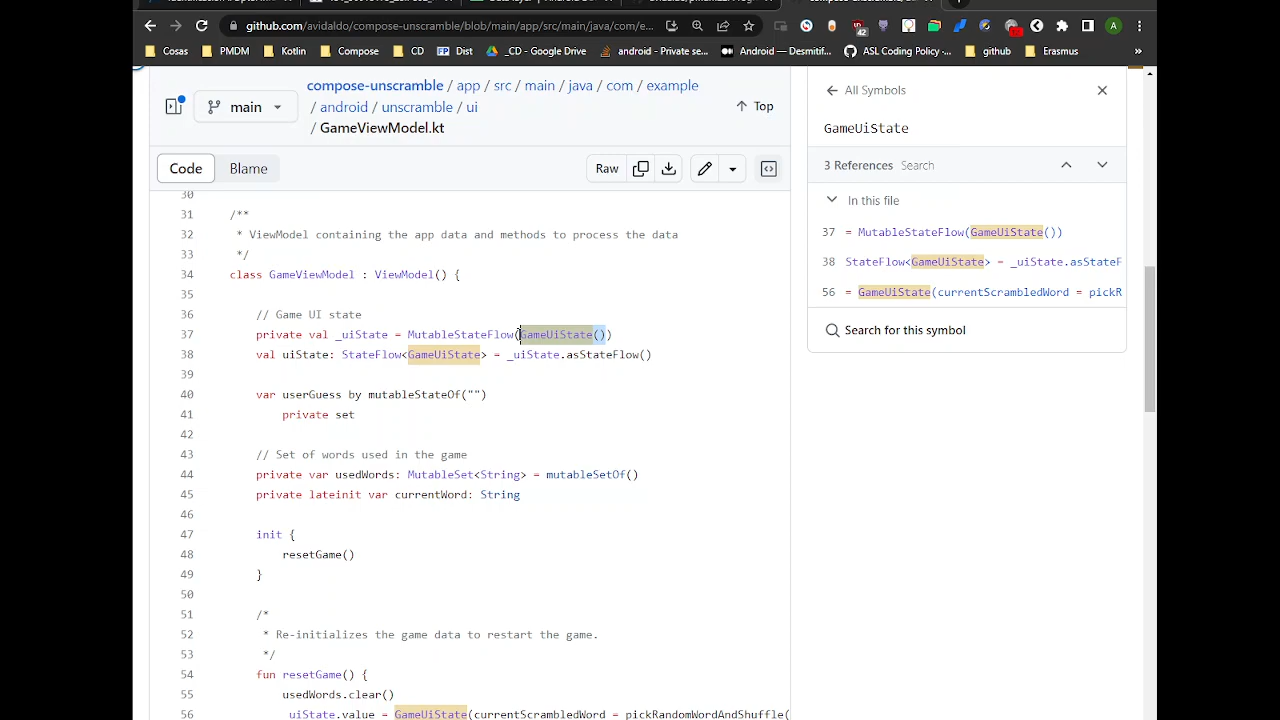 github.com/avidaldo/compose-unscramble/blob/main/app/src/main/java/com/e...
42
A
Cosas
PMDM
Kotlin
Compose
CD
Dist
_CD - Google Drive
android - Private se...
Android — Desmitifi...
ASL Coding Policy -...
github
Erasmus
»
main
compose-unscramble / app / src / main / java / com / example
/ android / unscramble / ui
/ GameViewModel.kt
Top
Code
Blame
Raw
30
31 /**
32 * ViewModel containing the app data and methods to process the data
33 */
34 class GameViewModel : ViewModel() {
35
36 // Game UI state
37 private val _uiState = MutableStateFlow(GameUiState())
38 val uiState: StateFlow<GameUiState> = _uiState.asStateFlow()
39
40 var userGuess by mutableStateOf("")
41 private set
42
43 // Set of words used in the game
44 private var usedWords: MutableSet<String> = mutableSetOf()
45 private lateinit var currentWord: String
46
47 init {
48 resetGame()
49 }
50
51 /*
52 * Re-initializes the game data to restart the game.
53 */
54 fun resetGame() {
55 usedWords.clear()
56 _uiState.value = GameUiState(currentScrambledWord = pickRandomWordAndShuffle(
All Symbols
GameUiState
3 References Search
In this file
37 = MutableStateFlow(GameUiState())
38 StateFlow<GameUiState> = _uiState.asStateF
56 = GameUiState(currentScrambledWord = pickR
Search for this symbol